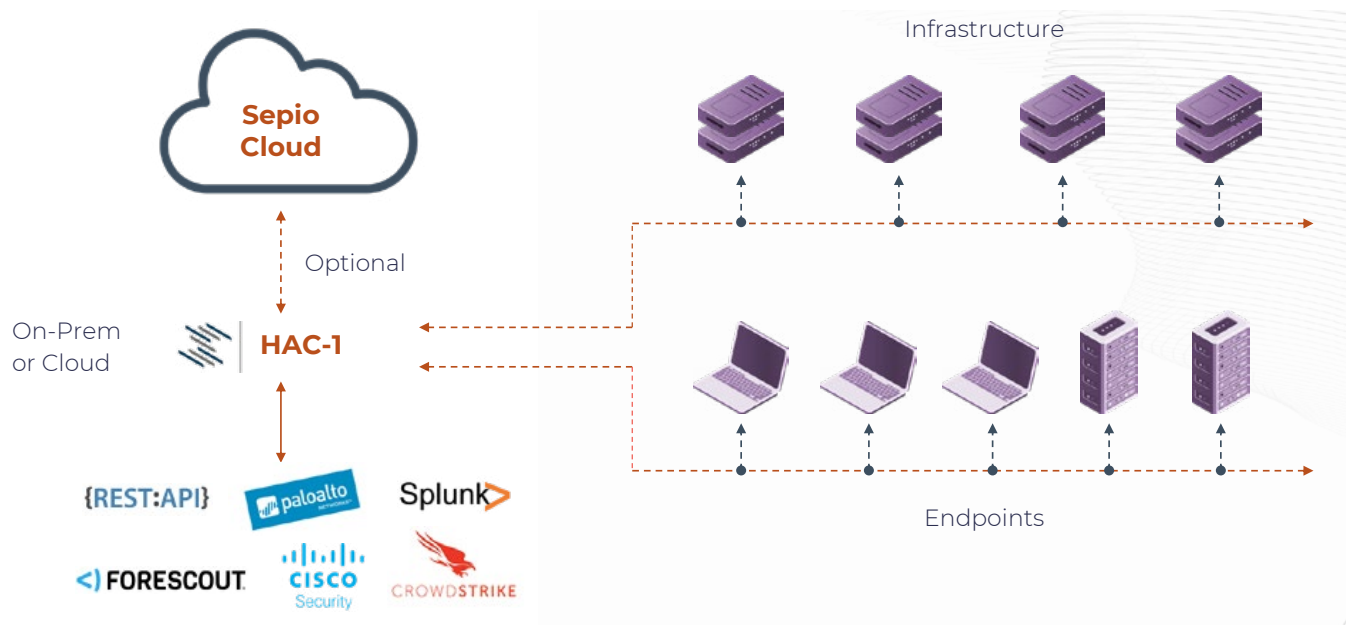 Infrastructure
Sepio
Cloud
Optional
On-Prem
or Cloud
HAC-1
{REST:API}
paloalto
NETWORKS
Splunk>
FORESCOUT.
CISCO
Security
CROWDSTRIKE
Endpoints